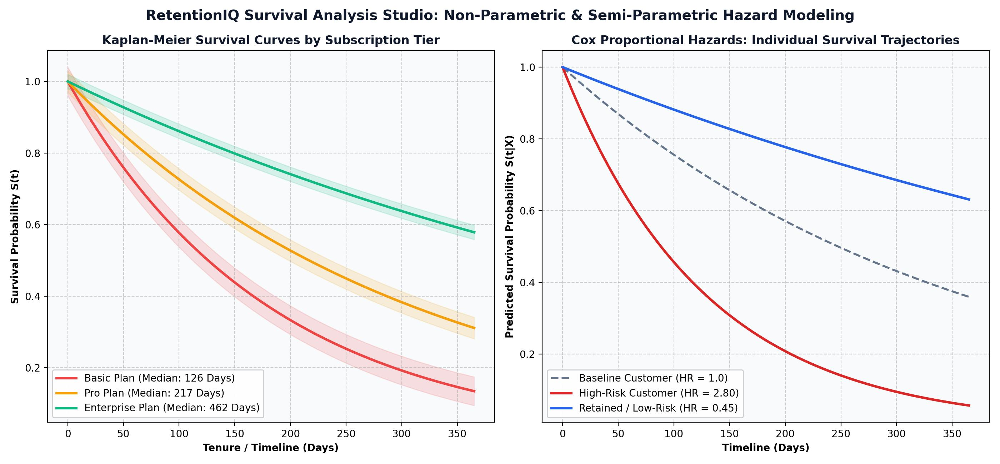 RetentionIQ Survival Analysis Studio: Non-Parametric & Semi-Parametric Hazard Modeling
Kaplan-Meier Survival Curves by Subscription Tier
Survival Probability S(t)
1.0
0.8
0.6
0.4
0.2
Basic Plan (Median: 126 Days)
Pro Plan (Median: 217 Days)
Enterprise Plan (Median: 462 Days)
0 50 100 150 200 250 300 350
Tenure / Timeline (Days)
Cox Proportional Hazards: Individual Survival Trajectories
Predicted Survival Probability S(t|X)
1.0
0.8
0.6
0.4
0.2
Baseline Customer (HR = 1.0)
High-Risk Customer (HR = 2.80)
Retained / Low-Risk (HR = 0.45)
0 50 100 150 200 250 300 350
Timeline (Days)